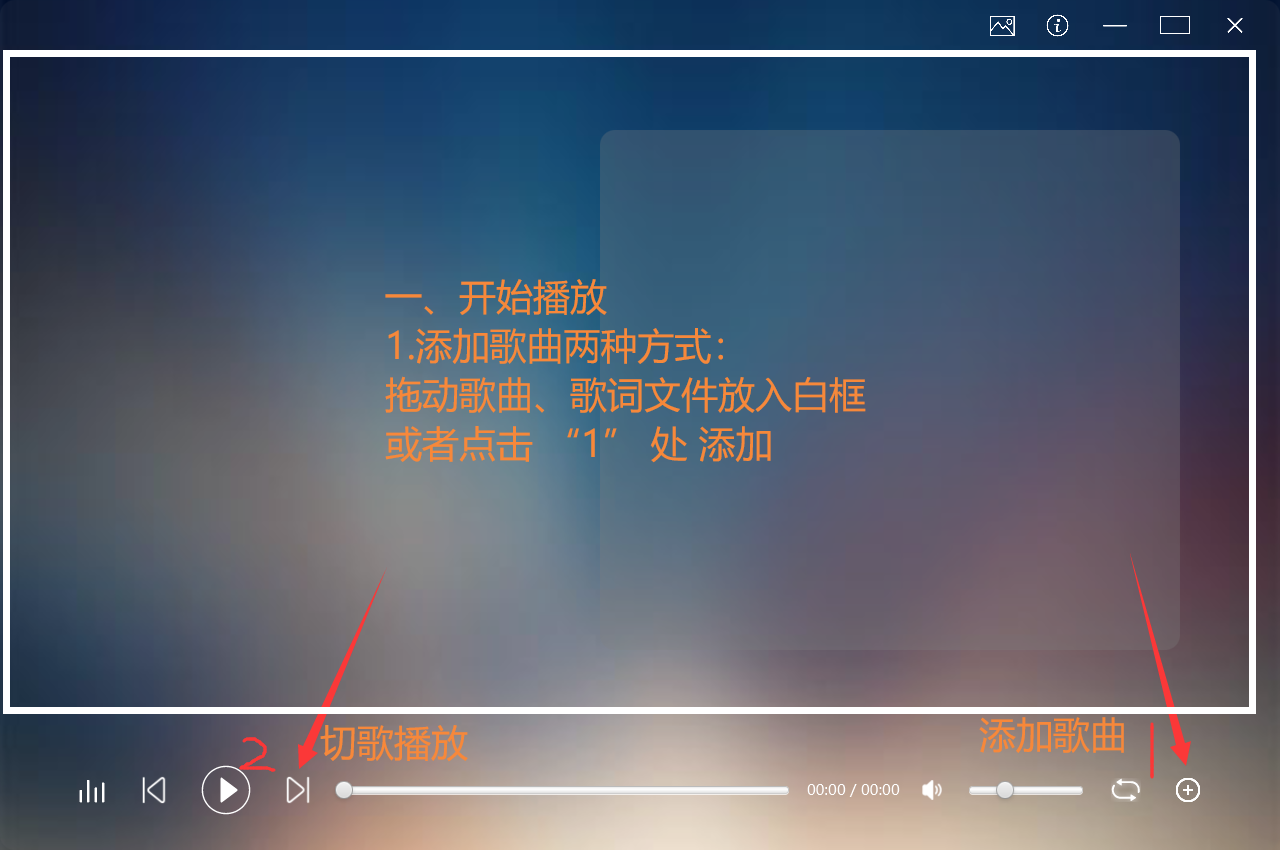 一、开始播放
1.添加歌曲两种方式:
拖动歌曲、歌词文件放入白框
或者点击 “1” 处 添加
切歌播放
添加歌曲
2
1
00:00 / 00:00